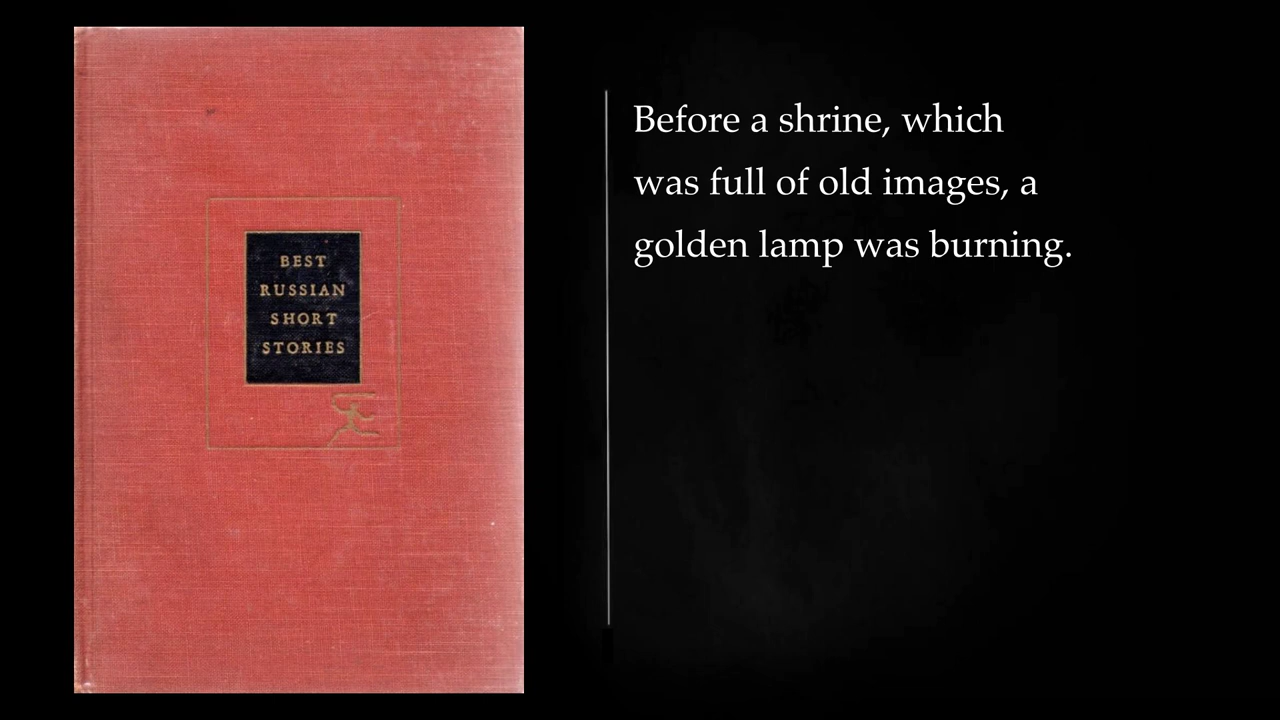 BEST
RUSSIAN
SHORT
STORIES
Before a shrine, which
was full of old images, a
golden lamp was burning.